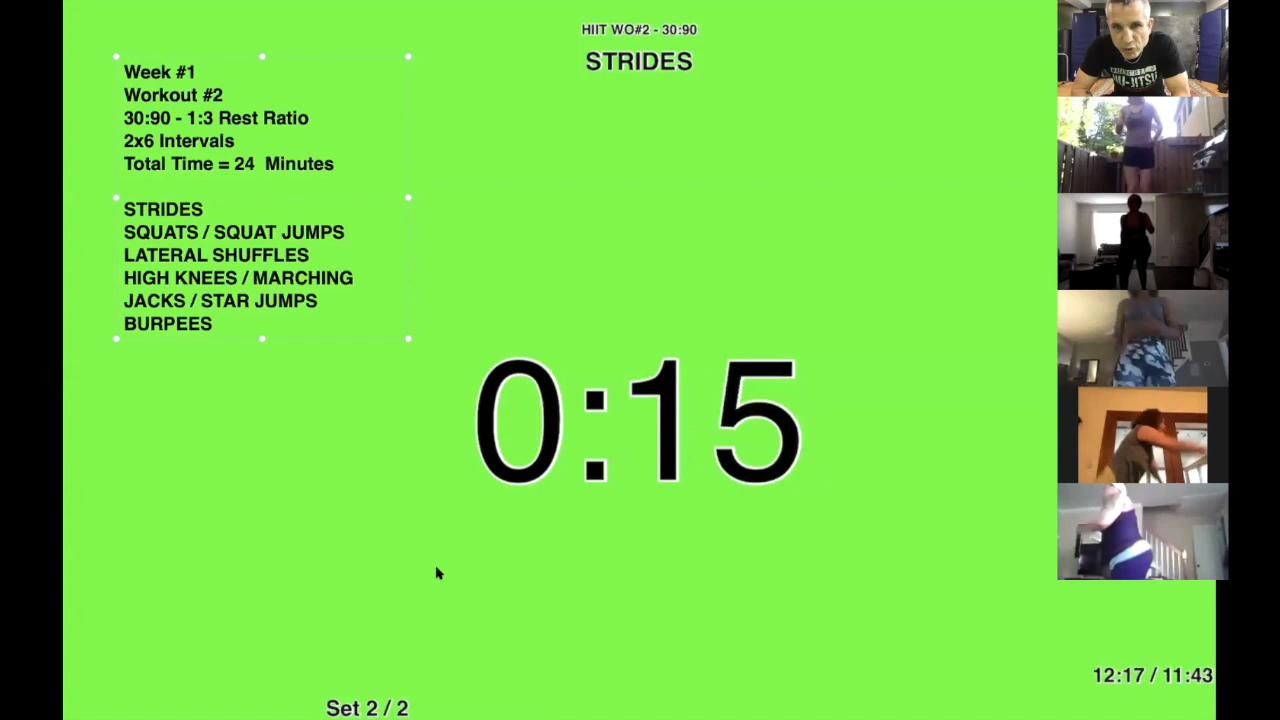 HIIT WO#2 - 30:90
STRIDES
Week #1
Workout #2
30:90 - 1:3 Rest Ratio
2x6 Intervals
Total Time = 24  Minutes
STRIDES
SQUATS / SQUAT JUMPS
LATERAL SHUFFLES
HIGH KNEES / MARCHING
JACKS / STAR JUMPS
BURPEES
0:15
12:17 / 11:43
Set 2 / 2